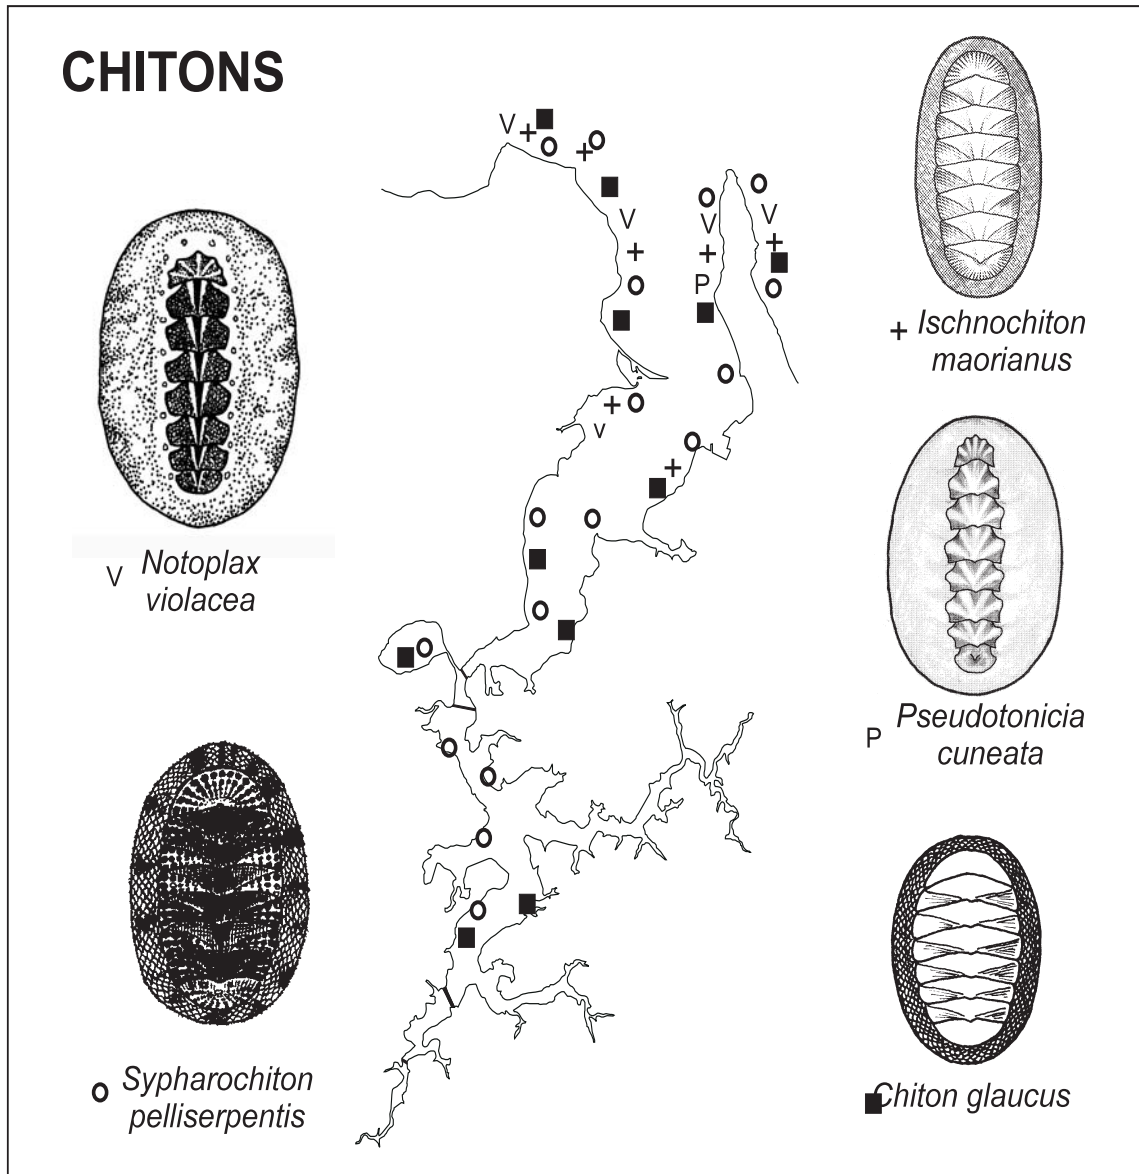 CHITONS
V
V
V
V
P
v
Notoplax
violacea
V
Sypharochiton
pelliserpentis
Ischnochiton
maorianus
+
Pseudotonicia
cuneata
P
Chiton glaucus